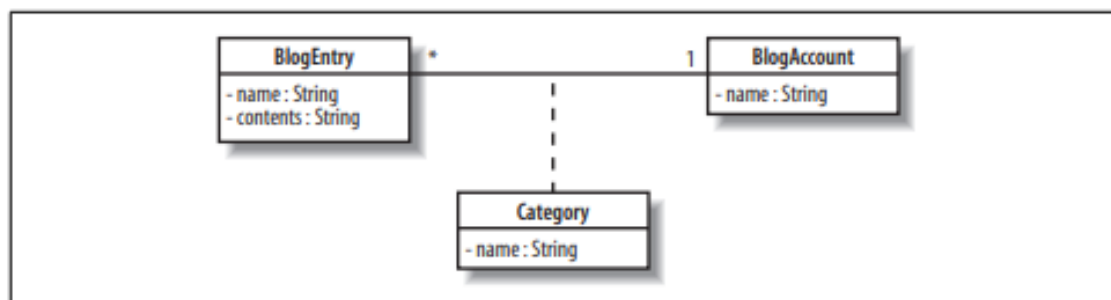 BlogEntry
- name : String
- contents : String
* 1
BlogAccount
- name : String
Category
- name : String